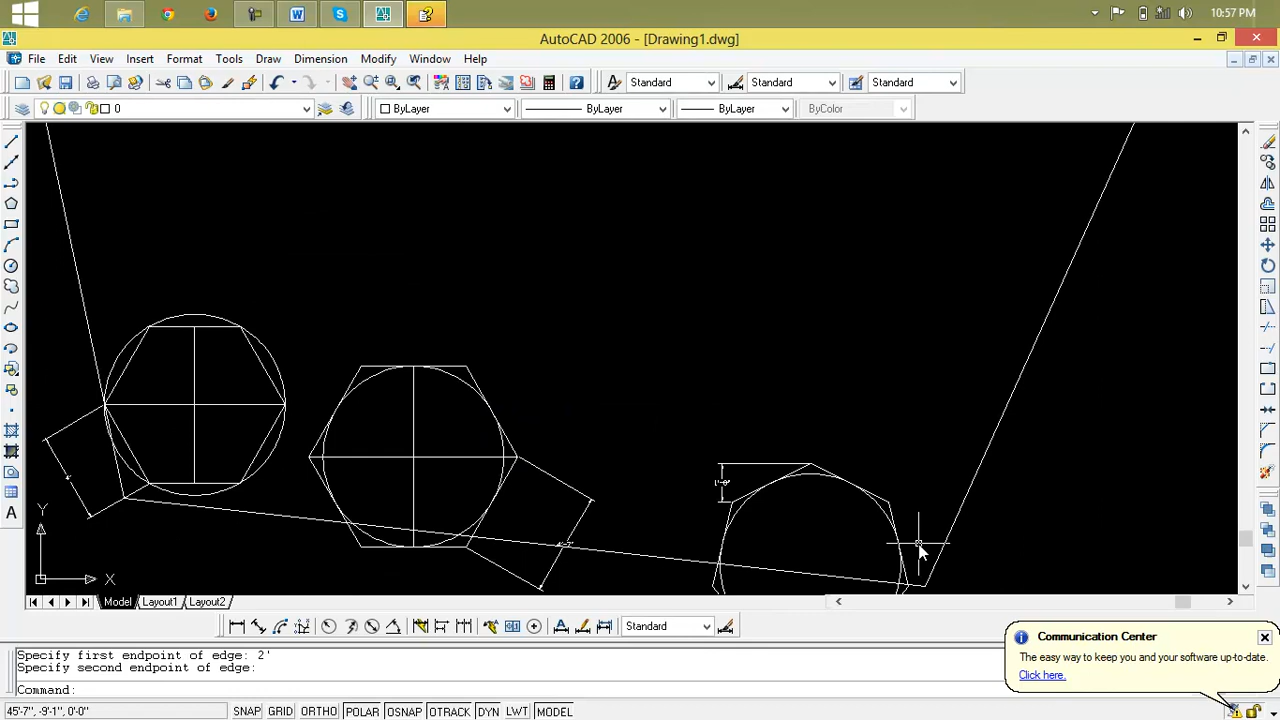 10:57 PM
AutoCAD 2006 - [Drawing1.dwg]
File Edit View Insert Format Tools Draw Dimension Modify Window Help
Standard Standard Standard
0 ByLayer ByLayer ByLayer ByColor
Y
X
Model Layout1 Layout2
Standard
Specify first endpoint of edge: 2'
Specify second endpoint of edge:
Command:
Communication Center
The easy way to keep you and your software up-to-date.
Click here.
45'-7", -9'-1", 0'-0" SNAP GRID ORTHO POLAR OSNAP OTRACK DYN LWT MODEL